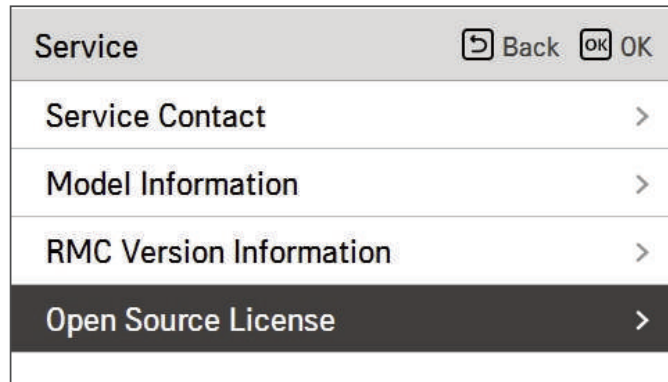 Service Back OK OK
Service Contact
Model Information
RMC Version Information
Open Source License